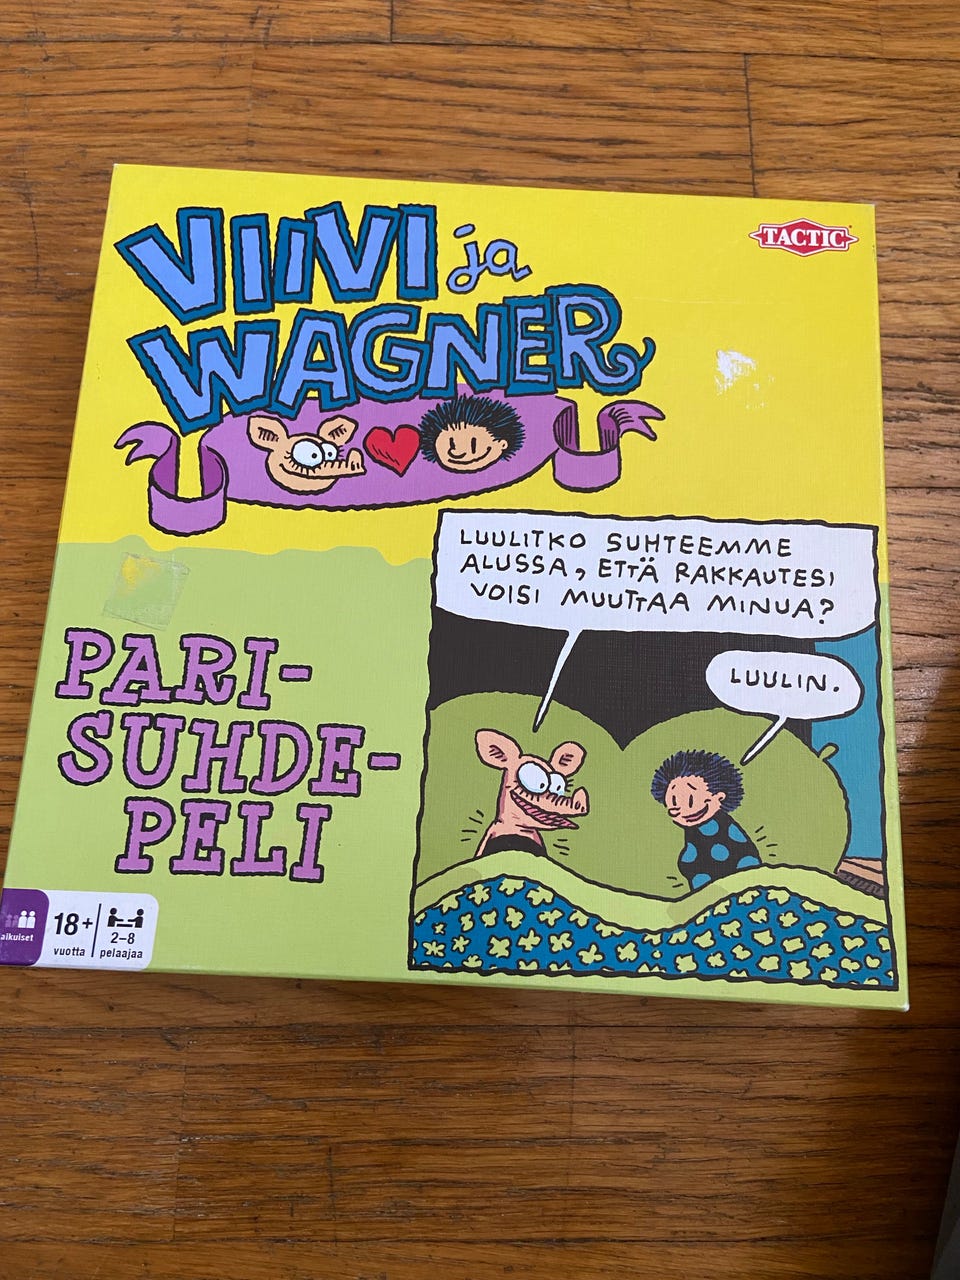 VIIVI ja
WAGNER
TACTIC
LUULITKO SUHTEEMME
ALUSSA, ETTÄ RAKKAUTESI
VOISI MUUTTAA MINUA?
LUULIN.
PARI-
SUHDE-
PELI
aikuiset
18+
vuotta
2–8
pelaajaa